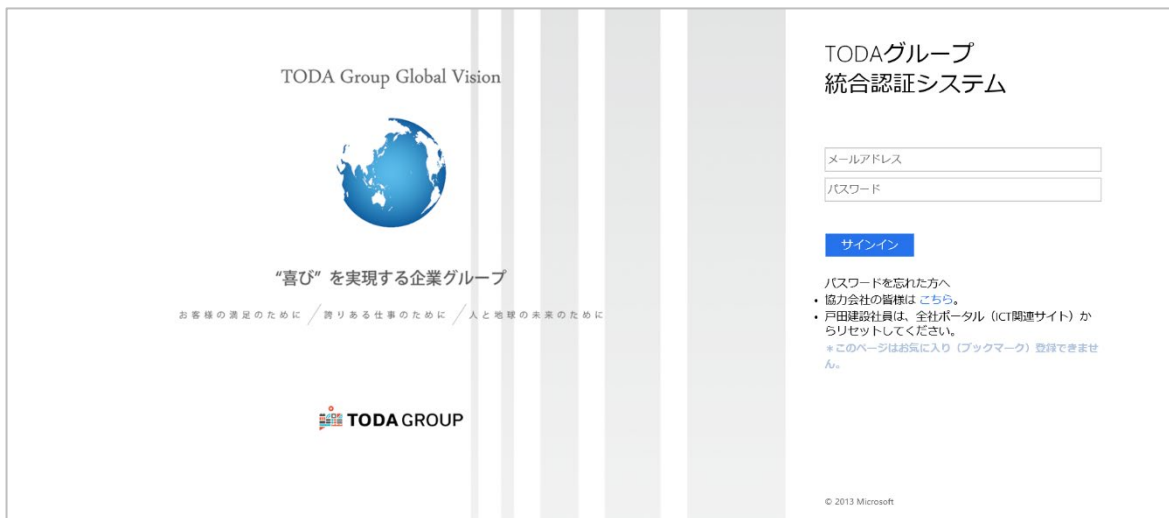 TODA Group Global Vision
“喜び” を実現する企業グループ
お客様の満足のために／誇りある仕事のために／人と地球の未来のために
TODA GROUP
TODAグループ
統合認証システム
メールアドレス
パスワード
サインイン
パスワードを忘れた方へ
• 協力会社の皆様は こちら。
• 戸田建設社員は、全社ポータル（ICT関連サイト）か
らリセットしてください。
＊このページはお気に入り（ブックマーク）登録できませ
ん。
© 2013 Microsoft